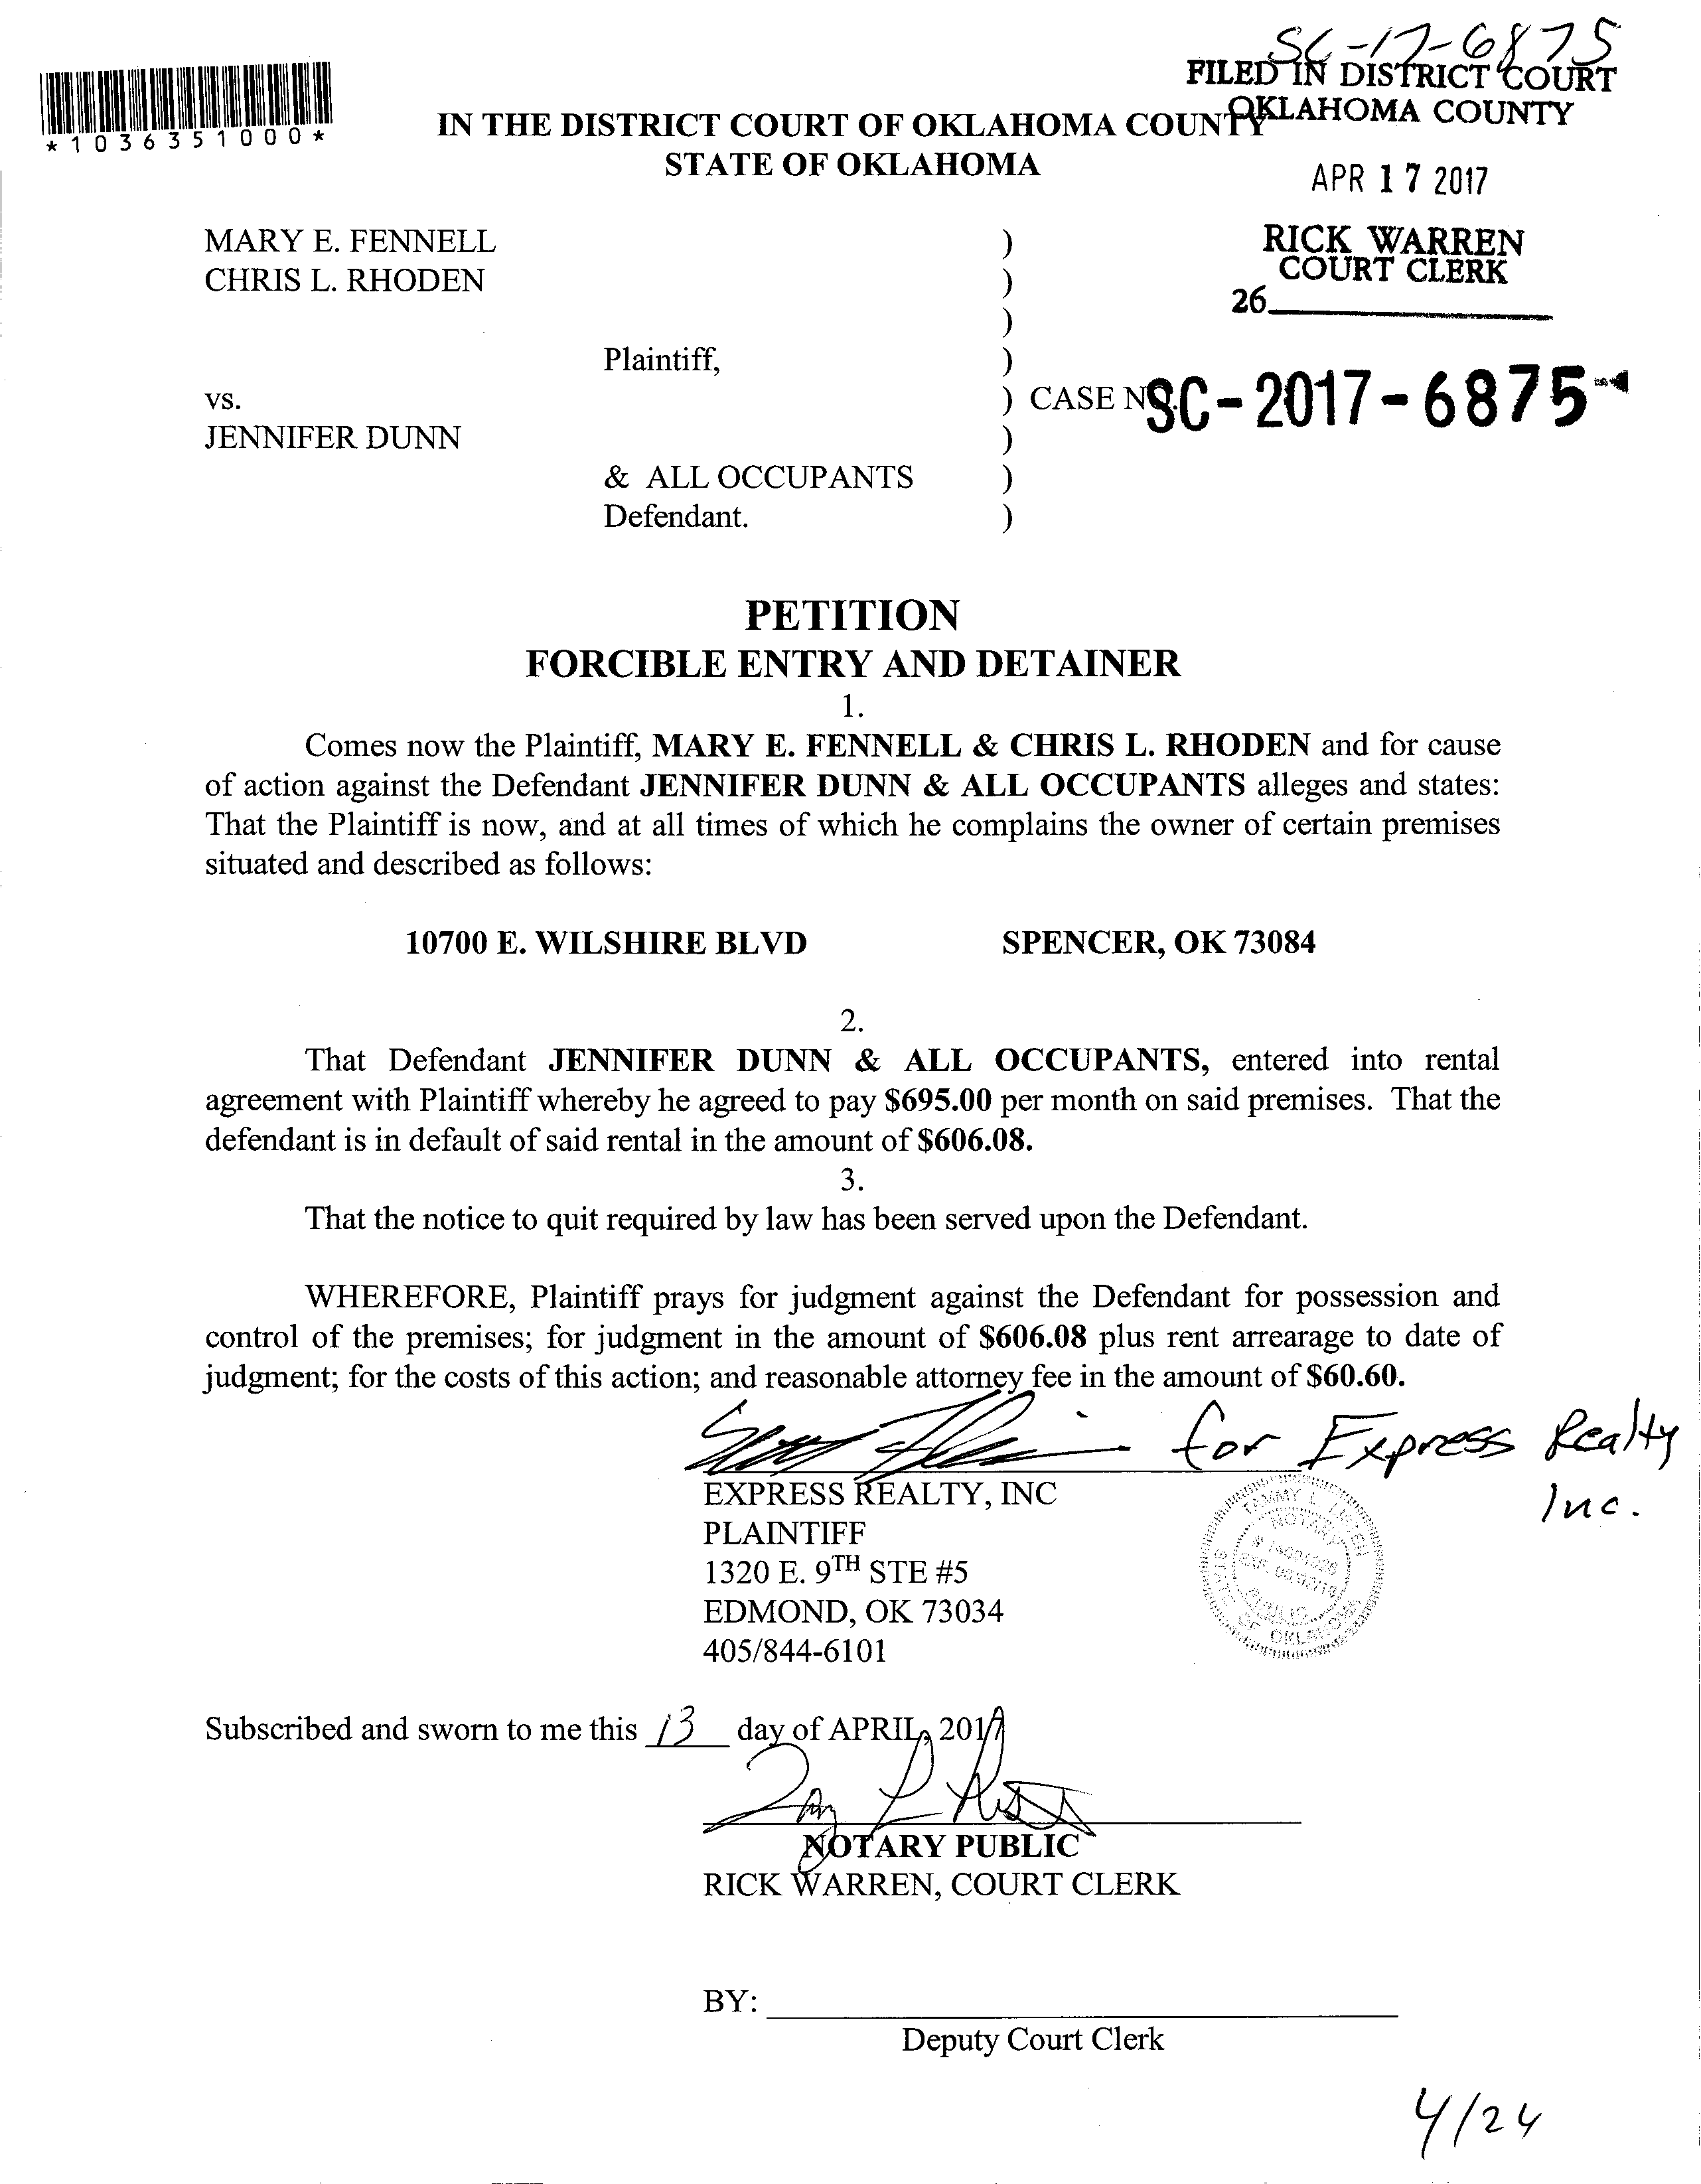 SC-17-6875
FILED IN DISTRICT COURT
OKLAHOMA COUNTY
*1036351000*
IN THE DISTRICT COURT OF OKLAHOMA COUNTY
STATE OF OKLAHOMA
APR 17 2017
RICK WARREN
COURT CLERK
26
MARY E. FENNELL )
CHRIS L. RHODEN )
)
Plaintiff, )
vs. ) CASE NO. SC-2017-6875
JENNIFER DUNN )
& ALL OCCUPANTS )
Defendant. )
PETITION
FORCIBLE ENTRY AND DETAINER
1.
Comes now the Plaintiff, MARY E. FENNELL & CHRIS L. RHODEN and for cause
of action against the Defendant JENNIFER DUNN & ALL OCCUPANTS alleges and states:
That the Plaintiff is now, and at all times of which he complains the owner of certain premises
situated and described as follows:
10700 E. WILSHIRE BLVD SPENCER, OK 73084
2.
That Defendant JENNIFER DUNN & ALL OCCUPANTS, entered into rental
agreement with Plaintiff whereby he agreed to pay $695.00 per month on said premises. That the
defendant is in default of said rental in the amount of $606.08.
3.
That the notice to quit required by law has been served upon the Defendant.
WHEREFORE, Plaintiff prays for judgment against the Defendant for possession and
control of the premises; for judgment in the amount of $606.08 plus rent arrearage to date of
judgment; for the costs of this action; and reasonable attorney fee in the amount of $60.60.
for Express Realty
Inc.
EXPRESS REALTY, INC
PLAINTIFF
1320 E. 9TH STE #5
EDMOND, OK 73034
405/844-6101
TAMMY L.
NOTARY
PUBLIC
STATE OF OKLAHOMA
Subscribed and sworn to me this 13 day of APRIL, 2017
NOTARY PUBLIC
RICK WARREN, COURT CLERK
BY:
Deputy Court Clerk
4/24